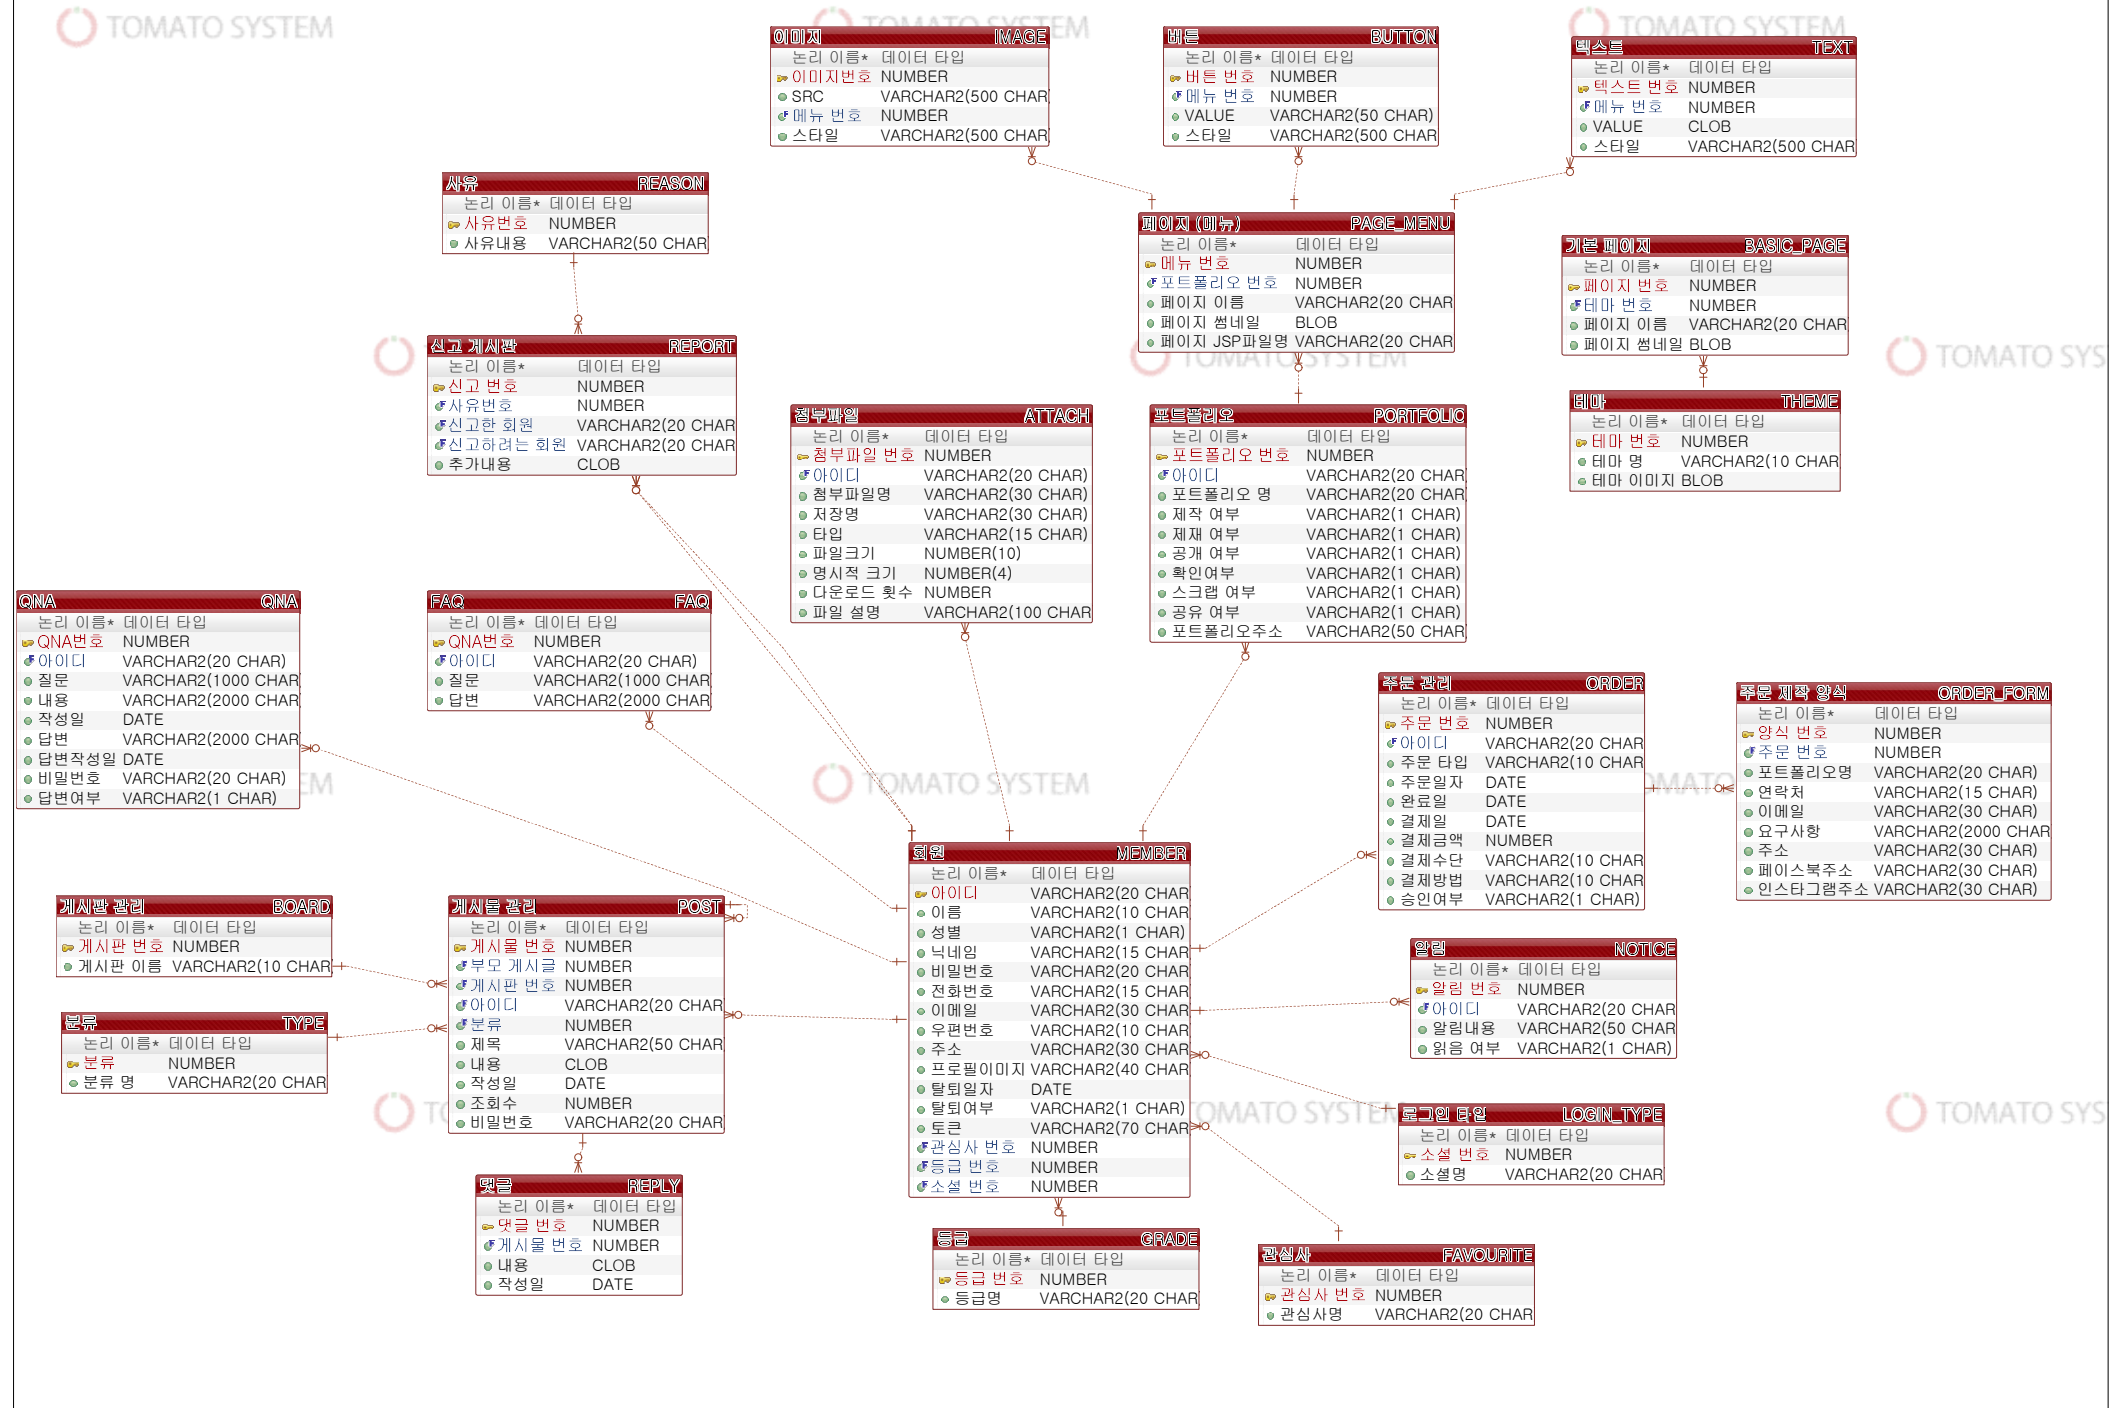 TOMATO SYSTEM
TOMATO SYSTEM
TOMATO SYSTEM
이미지 IMAGE
논리 이름* 데이터 타입
이미지번호 NUMBER
SRC VARCHAR2(500 CHAR
메뉴 번호 NUMBER
스타일 VARCHAR2(500 CHAR
버튼 BUTTON
논리 이름* 데이터 타입
버튼 번호 NUMBER
메뉴 번호 NUMBER
VALUE VARCHAR2(50 CHAR)
스타일 VARCHAR2(500 CHAR
텍스트 TEXT
논리 이름* 데이터 타입
텍스트 번호 NUMBER
메뉴 번호 NUMBER
VALUE CLOB
스타일 VARCHAR2(500 CHAR
사유 REASON
논리 이름* 데이터 타입
사유번호 NUMBER
사유내용 VARCHAR2(50 CHAR
페이지 (메뉴) PAGE_MENU
논리 이름* 데이터 타입
메뉴 번호 NUMBER
포트폴리오 번호 NUMBER
페이지 이름 VARCHAR2(20 CHAR
페이지 썸네일 BLOB
페이지 JSP파일명 VARCHAR2(20 CHAR
기본 페이지 BASIC_PAGE
논리 이름* 데이터 타입
페이지 번호 NUMBER
테마 번호 NUMBER
페이지 이름 VARCHAR2(20 CHAR
페이지 썸네일 BLOB
신고 게시판 REPORT
논리 이름* 데이터 타입
신고 번호 NUMBER
사유번호 NUMBER
신고한 회원 VARCHAR2(20 CHAR
신고하려는 회원 VARCHAR2(20 CHAR
추가내용 CLOB
TOMATO SYSTEM
TOMATO SYS
테마 THEME
논리 이름* 데이터 타입
테마 번호 NUMBER
테마 명 VARCHAR2(10 CHAR
테마 이미지 BLOB
첨부파일 ATTACH
논리 이름* 데이터 타입
첨부파일 번호 NUMBER
아이디 VARCHAR2(20 CHAR)
첨부파일명 VARCHAR2(30 CHAR)
저장명 VARCHAR2(30 CHAR)
타입 VARCHAR2(15 CHAR)
파일크기 NUMBER(10)
명시적 크기 NUMBER(4)
다운로드 횟수 NUMBER
파일 설명 VARCHAR2(100 CHAR
포트폴리오 PORTFOLIO
논리 이름* 데이터 타입
포트폴리오 번호 NUMBER
아이디 VARCHAR2(20 CHAR)
포트폴리오 명 VARCHAR2(20 CHAR)
제작 여부 VARCHAR2(1 CHAR)
제재 여부 VARCHAR2(1 CHAR)
공개 여부 VARCHAR2(1 CHAR)
확인여부 VARCHAR2(1 CHAR)
스크랩 여부 VARCHAR2(1 CHAR)
공유 여부 VARCHAR2(1 CHAR)
포트폴리오주소 VARCHAR2(50 CHAR)
QNA QNA
논리 이름* 데이터 타입
QNA번호 NUMBER
아이디 VARCHAR2(20 CHAR)
질문 VARCHAR2(1000 CHAR
내용 VARCHAR2(2000 CHAR
작성일 DATE
답변 VARCHAR2(2000 CHAR
답변작성일 DATE
비밀번호 VARCHAR2(20 CHAR)
답변여부 VARCHAR2(1 CHAR)
FAQ FAQ
논리 이름* 데이터 타입
QNA번호 NUMBER
아이디 VARCHAR2(20 CHAR)
질문 VARCHAR2(1000 CHAR
답변 VARCHAR2(2000 CHAR
EM
TOMATO SYSTEM
OMATO
주문 관리 ORDER
논리 이름* 데이터 타입
주문 번호 NUMBER
아이디 VARCHAR2(20 CHAR
주문 타입 VARCHAR2(10 CHAR
주문일자 DATE
완료일 DATE
결제일 DATE
결제금액 NUMBER
결제수단 VARCHAR2(10 CHAR
결제방법 VARCHAR2(10 CHAR
승인여부 VARCHAR2(1 CHAR)
주문 제작 양식 ORDER_FORM
논리 이름* 데이터 타입
양식 번호 NUMBER
주문 번호 NUMBER
포트폴리오명 VARCHAR2(20 CHAR)
연락처 VARCHAR2(15 CHAR)
이메일 VARCHAR2(30 CHAR)
요구사항 VARCHAR2(2000 CHAR
주소 VARCHAR2(30 CHAR)
페이스북주소 VARCHAR2(30 CHAR)
인스타그램주소 VARCHAR2(30 CHAR)
회원 MEMBER
논리 이름* 데이터 타입
아이디 VARCHAR2(20 CHAR
이름 VARCHAR2(10 CHAR
성별 VARCHAR2(1 CHAR)
닉네임 VARCHAR2(15 CHAR
비밀번호 VARCHAR2(20 CHAR
전화번호 VARCHAR2(15 CHAR
이메일 VARCHAR2(30 CHAR
우편번호 VARCHAR2(10 CHAR
주소 VARCHAR2(30 CHAR
프로필이미지 VARCHAR2(40 CHAR
탈퇴일자 DATE
탈퇴여부 VARCHAR2(1 CHAR)
토큰 VARCHAR2(70 CHAR
관심사 번호 NUMBER
등급 번호 NUMBER
소셜 번호 NUMBER
게시판 관리 BOARD
논리 이름* 데이터 타입
게시판 번호 NUMBER
게시판 이름 VARCHAR2(10 CHAR
분류 TYPE
논리 이름* 데이터 타입
분류 NUMBER
분류 명 VARCHAR2(20 CHAR
게시물 관리 POST
논리 이름* 데이터 타입
게시물 번호 NUMBER
부모 게시글 NUMBER
게시판 번호 NUMBER
아이디 VARCHAR2(20 CHAR
분류 NUMBER
제목 VARCHAR2(50 CHAR
내용 CLOB
작성일 DATE
조회수 NUMBER
비밀번호 VARCHAR2(20 CHAR
알림 NOTICE
논리 이름* 데이터 타입
알림 번호 NUMBER
아이디 VARCHAR2(20 CHAR
알림내용 VARCHAR2(50 CHAR
읽음 여부 VARCHAR2(1 CHAR)
TO
OMATO SYSTEM
TOMATO SYS
로그인 타입 LOGIN_TYPE
논리 이름* 데이터 타입
소셜 번호 NUMBER
소셜명 VARCHAR2(20 CHAR
댓글 REPLY
논리 이름* 데이터 타입
댓글 번호 NUMBER
게시물 번호 NUMBER
내용 CLOB
작성일 DATE
등급 GRADE
논리 이름* 데이터 타입
등급 번호 NUMBER
등급명 VARCHAR2(20 CHAR
관심사 FAVOURITE
논리 이름* 데이터 타입
관심사 번호 NUMBER
관심사명 VARCHAR2(20 CHAR